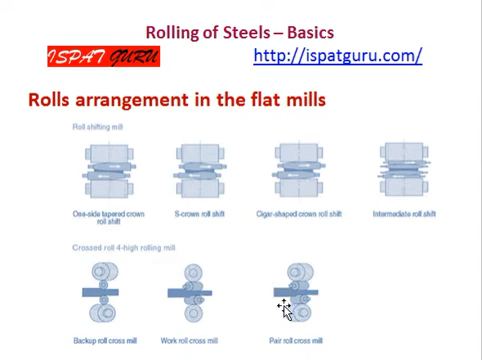 Rolling of Steels – Basics
ISPAT GURU
http://ispatguru.com/
Rolls arrangement in the flat mills
Roll shifting mill
One-side tapered crown
roll shift
S-crown roll shift
Cigar-shaped crown roll shift
Intermediate roll shift
Crossed roll 4-high rolling mill
Backup roll cross mill
Work roll cross mill
Pair roll cross mill